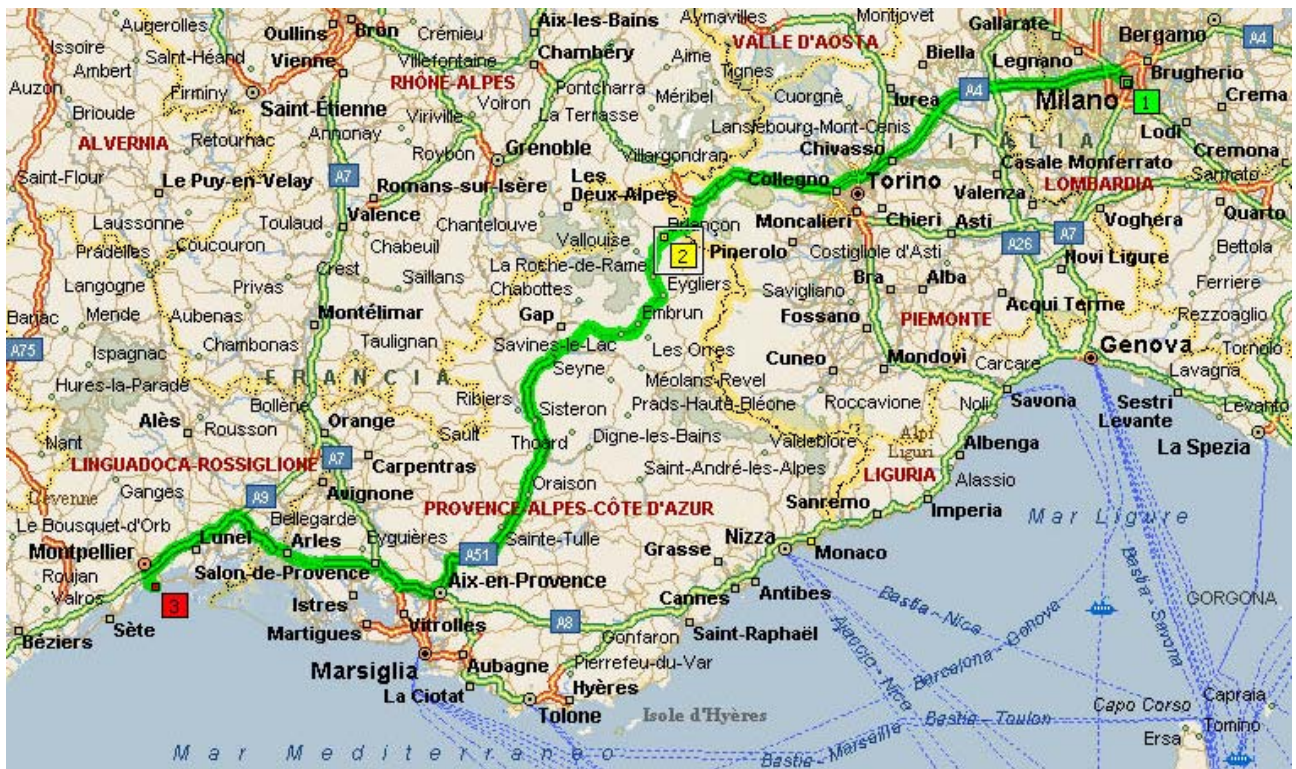 Augerolles
Oullins
Bron
Crémieu
Aix-les-Bains
Aymavilles
Montjovet
Gallarate
Bergamo
A4
Issoire
Saint-Héand
Vienne
Villefontaine
Chambéry
Aime
VALLE D'AOSTA
Biella
Legnano
Brugherio
Ambert
RHÔNE-ALPES
Pontcharra
Tignes
Auzon
Firminy
Saint-Étienne
Voiron
Méribel
Cuorgnè
Ivrea
A4
Milano
1
Crema
Brioude
Annonay
Viriville
La Terrasse
Lanslebourg-Mont-Cenis
Lodi
ALVERNIA
Retournac
Roybon
Grenoble
Villargondran
Chivasso
ITALIA
Cremona
Saint-Flour
Le Puy-en-Velay
A7
Romans-sur-Isère
Les
Deux-Alpes
Collegno
Torino
Casale Monferrato
Valenza
LOMBARDIA
Sarmato
Laussonne
Toulaud
Valence
Chantelouve
Briançon
Moncalieri
Chieri
Asti
Voghera
Quarto
Pradelles
Coucouron
Chabeuil
Vallouise
2
Pinerolo
Costigliole d'Asti
A26
A7
Bettola
Langogne
Privas
Crest
Saillans
La Roche-de-Rame
Novi Ligure
Barjac
Mende
Aubenas
Montélimar
Chabottes
Eygliers
Savigliano
Bra
Alba
Acqui Terme
Ferriere
A75
Chambonas
Taulignan
Gap
Embrun
Fossano
PIEMONTE
Rezzoaglio
Ispagnac
Savines-le-Lac
Les Orres
Genova
Tornolo
Hures-la-Parade
FRANCIA
Seyne
Méolans-Revel
Cuneo
Mondovì
Carcare
Lavagna
Bollène
Ribiers
Prads-Haute-Bléone
Roccavione
Noli
Savona
Sestri
Levante
Levanto
Alès
Rousson
Orange
Sisteron
Nant
Sault
Thoard
Digne-les-Bains
Valdeblore
Alpi
Liguri
Albenga
La Spezia
LINGUADOCA-ROSSIGLIONE
A7
Carpentras
Saint-André-les-Alpes
LIGURIA
Alassio
Cévenne
Ganges
A9
Avignone
Oraison
PROVENCE-ALPES-CÔTE D'AZUR
Sanremo
Imperia
Mar Ligure
Le Bousquet-d'Orb
Bellegarde
Montpellier
Lunel
Arles
Eyguières
A51
Sainte-Tulle
Nizza
Monaco
Grasse
Roujan
Salon-de-Provence
Aix-en-Provence
Valros
3
Istres
Cannes
Antibes
Bastia-Nice
Bastia-Savona
GORGONA
Béziers
Sète
Martigues
Vitrolles
A8
Gonfaron
Saint-Raphaël
Ajaccio-Nice
Barcelona-Genova
Marsiglia
Aubagne
Pierrefeu-du-Var
La Ciotat
Hyères
Capraia
Tolone
Isole d'Hyères
Bastia-Toulon
Capo Corso
Tomino
Ersa
Mar Mediterraneo
Bastia-Marseille